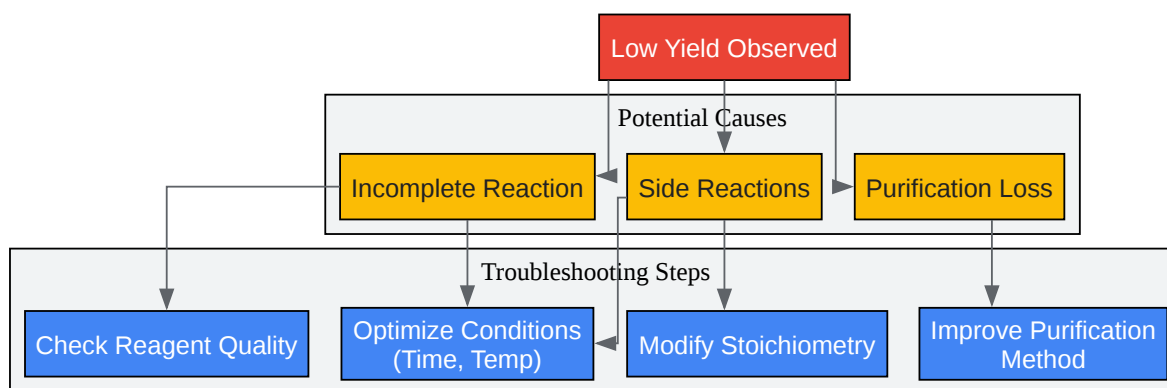 Low Yield Observed
Potential Causes
Incomplete Reaction
Side Reactions
Purification Loss
Troubleshooting Steps
Check Reagent Quality
Optimize Conditions
(Time, Temp)
Modify Stoichiometry
Improve Purification
Method